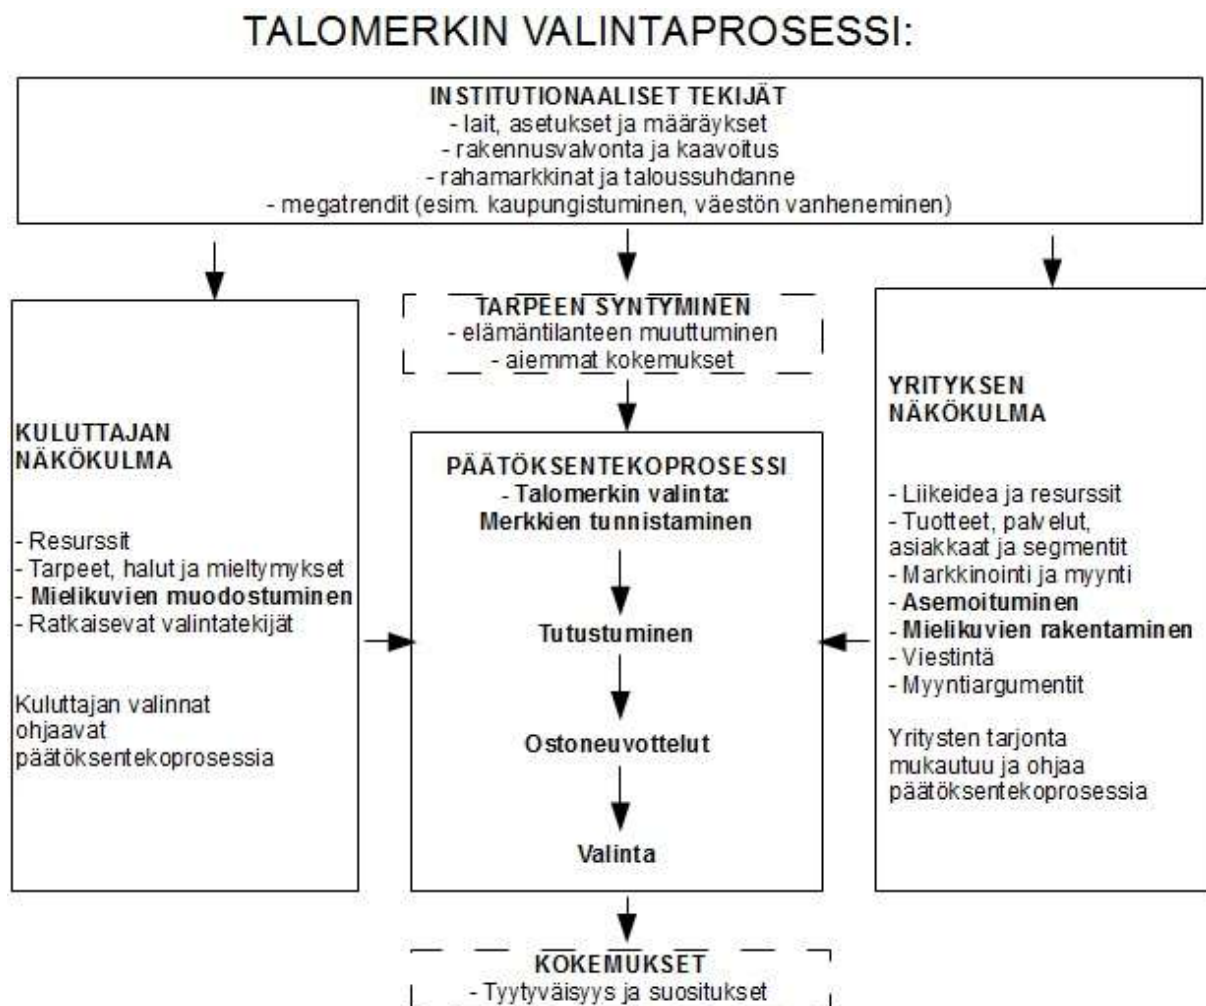 TALOMERKIN VALINTAPROSESSI:
INSTITUTIONAALISET TEKIJÄT
- lait, asetukset ja määräykset
- rakennusvalvonta ja kaavoitus
- rahamarkkinat ja taloussuhdanne
- megatrendit (esim. kaupungistuminen, väestön vanheneminen)
TARPEEN SYNTYMINEN
- elämäntilanteen muuttuminen
- aiemmat kokemukset
KULUTTAJAN
NÄKÖKULMA
- Resurssit
- Tarpeet, halut ja mieltymykset
- Mielikuvien muodostuminen
- Ratkaisevat valintatekijät
Kuluttajan valinnat
ohjaavat
päätöksentekoprosessia
PÄÄTÖKSENTEKOPROSESSI
- Talomerkin valinta:
Merkkien tunnistaminen
Tutustuminen
Ostoneuvottelut
Valinta
YRITYKSEN
NÄKÖKULMA
- Liikeidea ja resurssit
- Tuotteet, palvelut,
asiakkaat ja segmentit
- Markkinointi ja myynti
- Asemoituminen
- Mielikuvien rakentaminen
- Viestintä
- Myyntiargumentit
Yritysten tarjonta
mukautuu ja ohjaa
päätöksentekoprosessia
KOKEMUKSET
- Tyytyväisyys ja suositukset